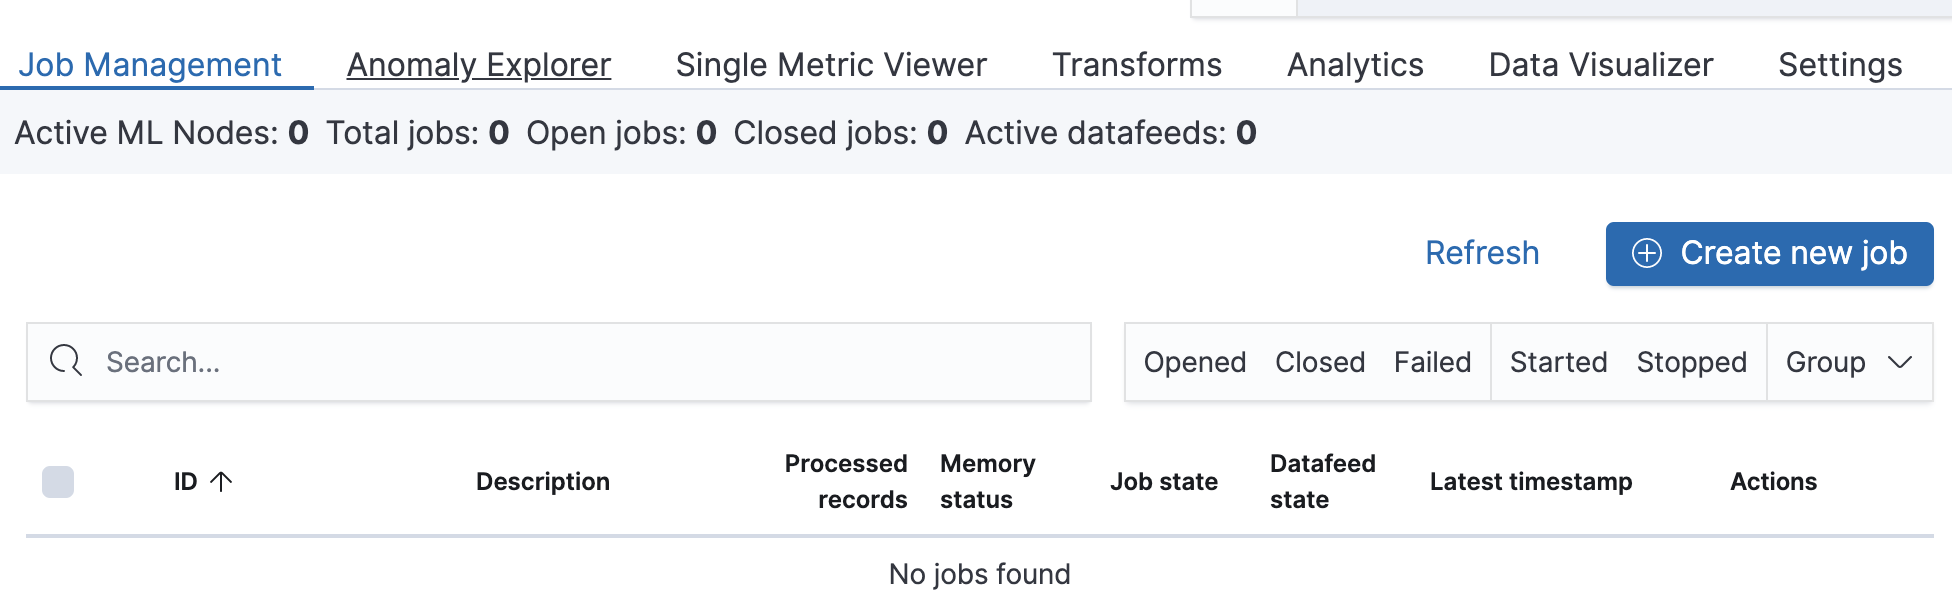 Job Management Anomaly Explorer Single Metric Viewer Transforms Analytics Data Visualizer Settings
Active ML Nodes: 0 Total jobs: 0 Open jobs: 0 Closed jobs: 0 Active datafeeds: 0
Refresh Create new job
Search... Opened Closed Failed Started Stopped Group
ID Description Processed records Memory status Job state Datafeed state Latest timestamp Actions
No jobs found